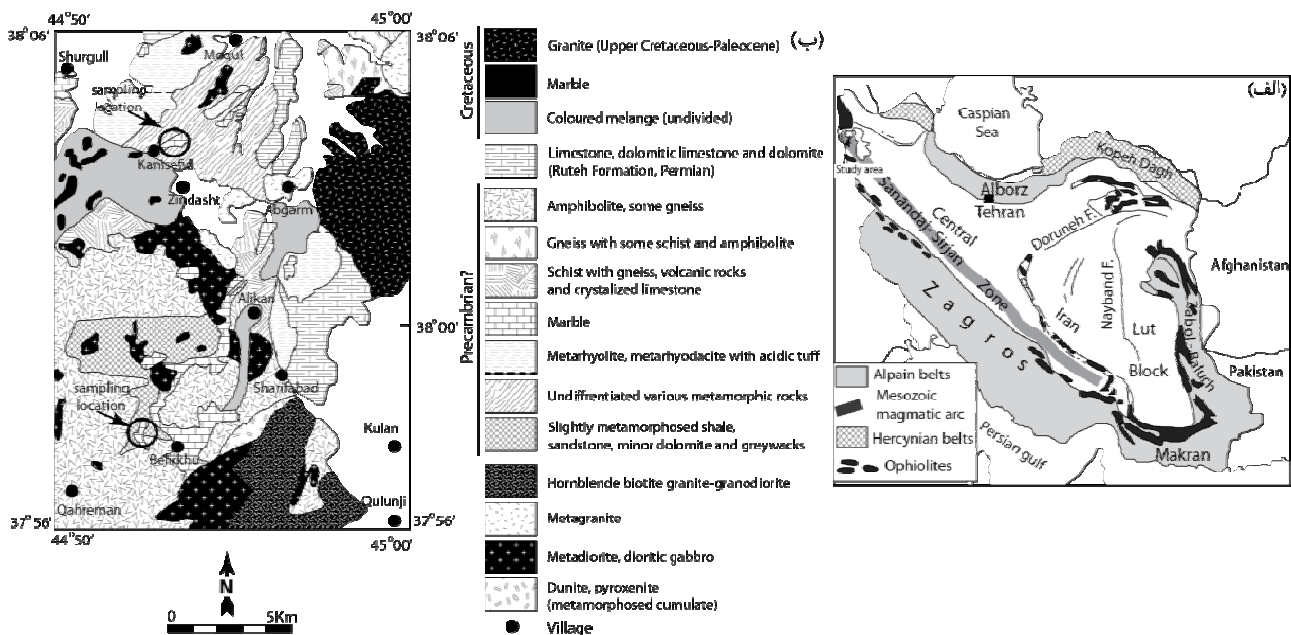 44°50'
45°00'
38°06'
38°06'
Shurgull
Moqul
sampling
location
Kanisefid
Zindasht
Abgarm
Alikan
38°00'
Sharifabad
sampling
location
Kulan
Befirkhu
Qahreman
Qulunji
37°56'
37°56'
44°50'
45°00'
N
0 5Km
(ب)
Cretaceous
Granite (Upper Cretaceous-Paleocene)
Marble
Coloured melange (undivided)
Limestone, dolomitic limestone and dolomite
(Ruteh Formation, Permian)
Precambrian?
Amphibolite, some gneiss
Gneiss with some schist and amphibolite
Schist with gneiss, volcanic rocks
and crystalized limestone
Marble
Metarhyolite, metarhyodacite with acidic tuff
Undiffrentiated various metamorphic rocks
Slightly metamorphosed shale,
sandstone, minor dolomite and greywacks
Hornblende biotite granite-granodiorite
Metagranite
Metadiorite, dioritic gabbro
Dunite, pyroxenite
(metamorphosed cumulate)
Village
(الف)
Caspian
Sea
Kopeh Dagh
Study area
Alborz
Tehran
Sanandaj-Sirjan
Zone
Central
Iran
Doruneh F.
Nayband F.
Afghanistan
Zagros
Lut
Block
Zabol-Baluch
Pakistan
Persian gulf
Makran
Alpain belts
Mesozoic
magmatic arc
Hercynian belts
Ophiolites